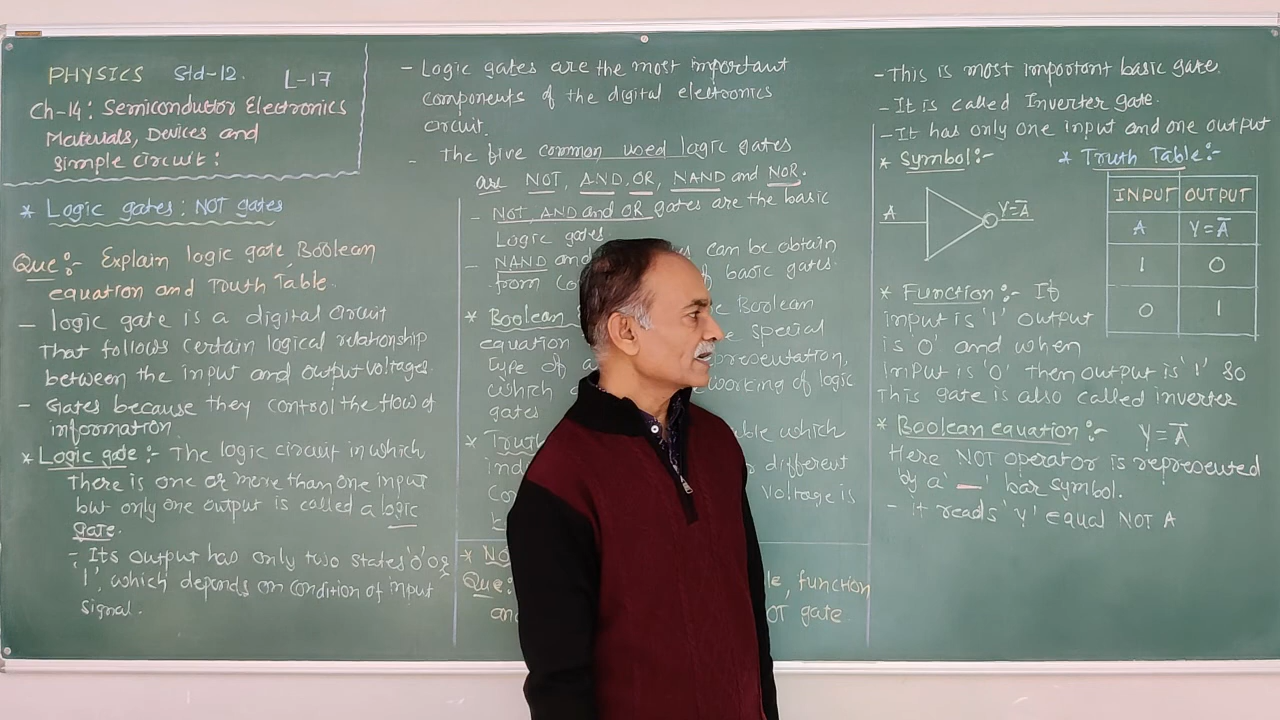 PHYSICS Std-12. L-17
Ch-14: Semiconductor Electronics
Materials, Devices and
Simple circuit:
* Logic gates: NOT gates
Que:- Explain logic gate, Boolean
equation and Truth Table.
- logic gate is a digital circuit
That follows certain logical relationship
between the input and output voltages.
- Gates because they control the flow of
information.
* Logic gate:- The logic circuit in which
there is one or more than one input
but only one output is called a logic
gate.
- Its output has only two states '0' or
'1', which depends on condition of input
signal.
- Logic gates are the most important
components of the digital electronics
circuit.
- The five common used logic gates
are NOT, AND, OR, NAND and NOR.
- NOT, AND and OR gates are the basic
Logic gates.
- NAND and can be obtain
from basic gates.
* Boolean Boolean
equation special
type of representation,
which working of logic
gates
* Truth which
different
voltage is
*
Que: function
gate
- This is most important basic gate.
- It is called Inverter gate.
- It has only one input and one output
* Symbol:-
A Y=A̅
* Truth Table:-
INPUT OUTPUT
A Y=A̅
1 0
0 1
* Function:- If
input is '1' output
is '0' and when
input is '0' then output is '1' So
This gate is also called inverter
* Boolean equation:- Y=A̅
Here NOT operator is represented
by a '—' bar symbol.
- it reads 'Y' equal NOT A